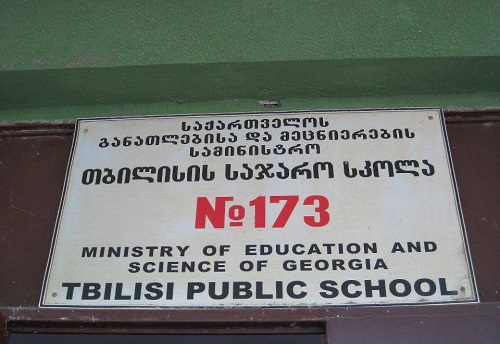 საქართველოს
განათლებისა და მეცნიერების
სამინისტრო
თბილისის საჯარო სკოლა
№173
MINISTRY OF EDUCATION AND
SCIENCE OF GEORGIA
TBILISI PUBLIC SCHOOL